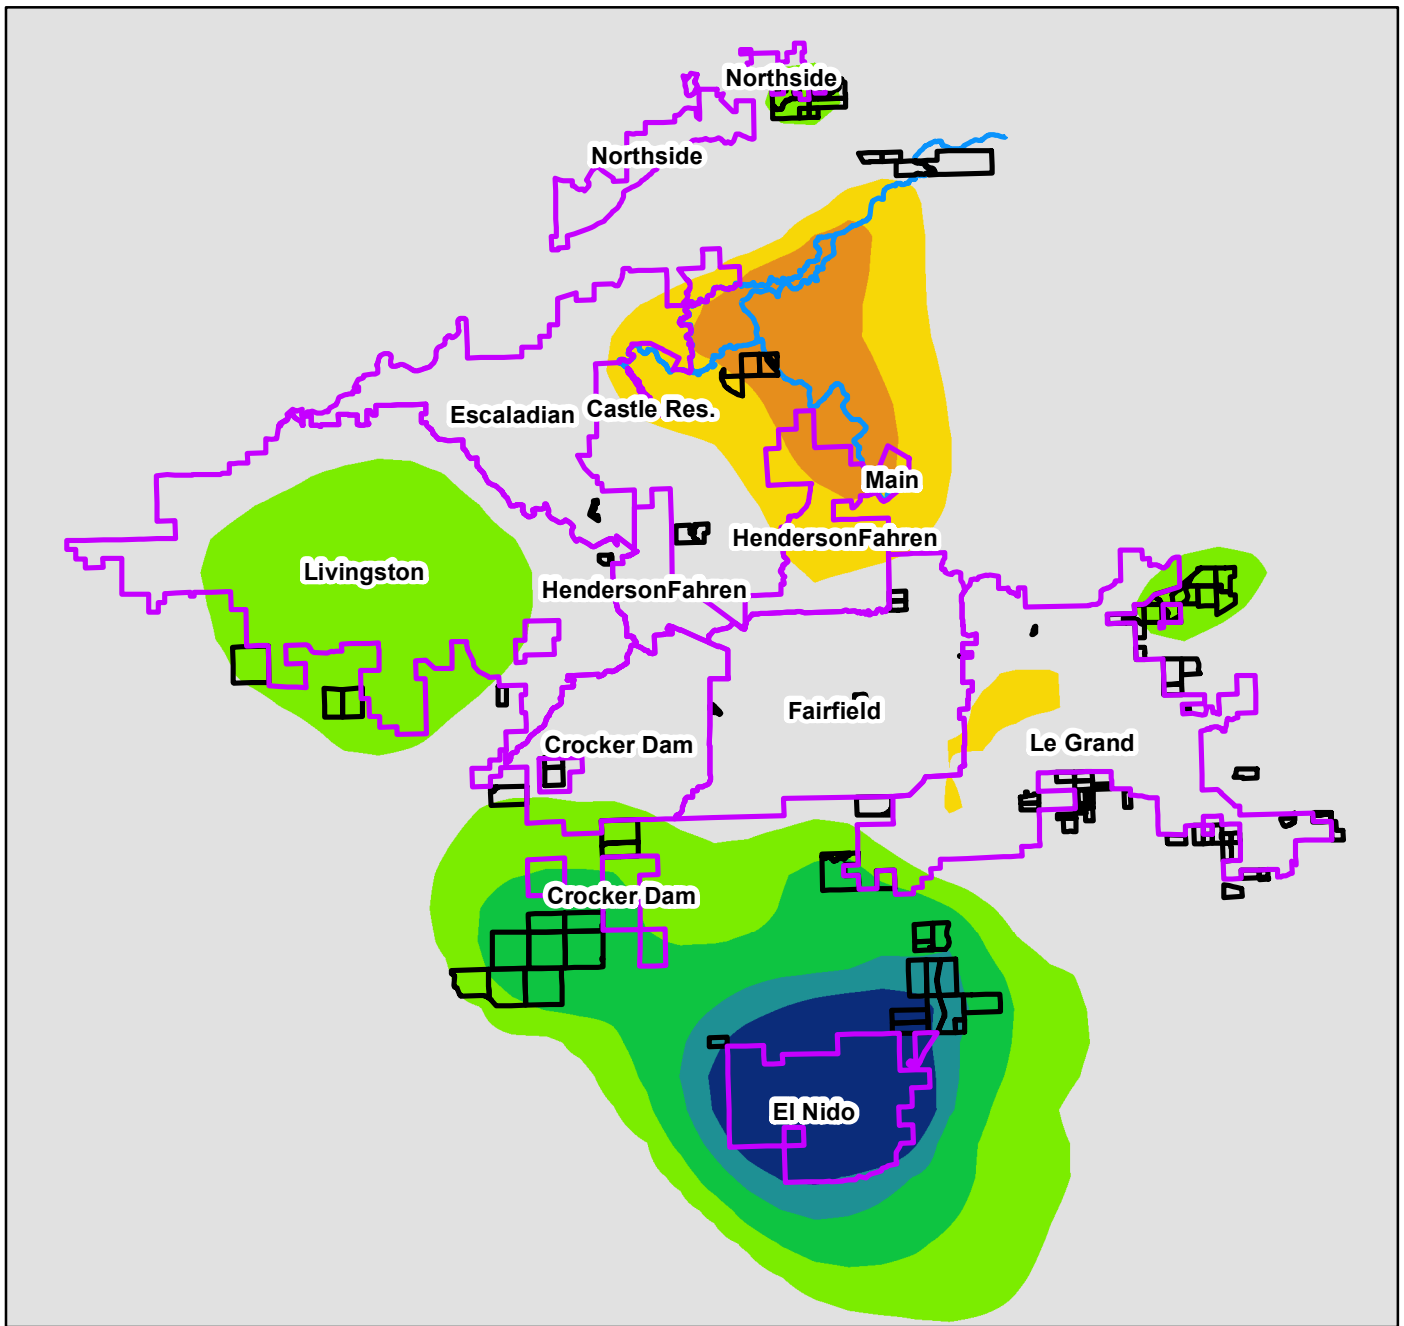 Northside
Northside
Escaladian
Castle Res.
Main
HendersonFahren
Livingston
HendersonFahren
Fairfield
Le Grand
Crocker Dam
Crocker Dam
El Nido